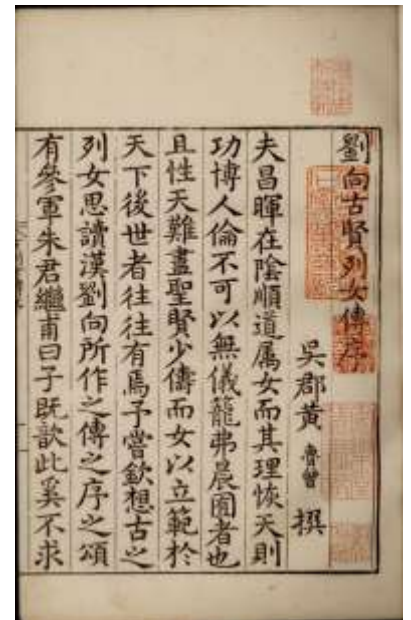 劉向古賢列女傳序
吳郡黃 魯曾 撰
夫昌暉在陰順道属女而其理恢天則
功博人倫不可以無儀籠弗晨囿者也
且性天難盡聖賢少儔而女以立範於
天下後世者往往有焉予嘗欽想古之
列女思讀漢劉向所作之傳之序之頌
有參軍朱君繼甫曰子既歆此奚不求